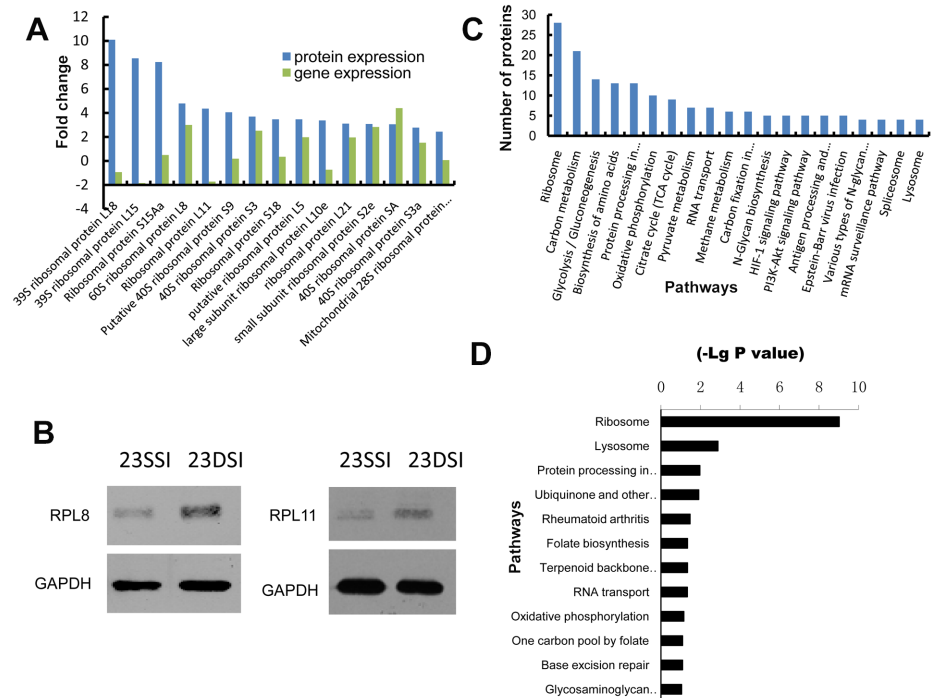 A
Fold change
12
10
8
6
4
2
0
-2
-4
protein expression
gene expression
39S ribosomal protein L18
39S ribosomal protein L15
Ribosomal protein S15Aa
60S ribosomal protein L8
Ribosomal protein L11
Putative 40S ribosomal protein S9
40S ribosomal protein S3
Ribosomal protein S18
putative ribosomal protein L5
large subunit ribosomal protein L10e
ribosomal protein L21
small subunit ribosomal protein S2e
40S ribosomal protein SA
40S ribosomal protein S3a
Mitochondrial 28S ribosomal protein...
C
Number of proteins
30
25
20
15
10
5
0
Ribosome
Carbon metabolism
Glycolysis / Gluconeogenesis
Biosynthesis of amino acids
Protein processing in...
Oxidative phosphorylation
Citrate cycle (TCA cycle)
Pyruvate metabolism
RNA transport
Methane metabolism
Carbon fixation in...
N-Glycan biosynthesis
HIF-1 signaling pathway
PI3K-Akt signaling pathway
Antigen processing and...
Epstein-Barr virus infection
Various types of N-glycan...
mRNA surveillance pathway
Spliceosome
Lysosome
Pathways
B
23SSI 23DSI
RPL8
GAPDH
23SSI 23DSI
RPL11
GAPDH
D
(-Lg P value)
0 2 4 6 8 10
Pathways
Ribosome
Lysosome
Protein processing in..
Ubiquinone and other..
Rheumatoid arthritis
Folate biosynthesis
Terpenoid backbone..
RNA transport
Oxidative phosphorylation
One carbon pool by folate
Base excision repair
Glycosaminoglycan..